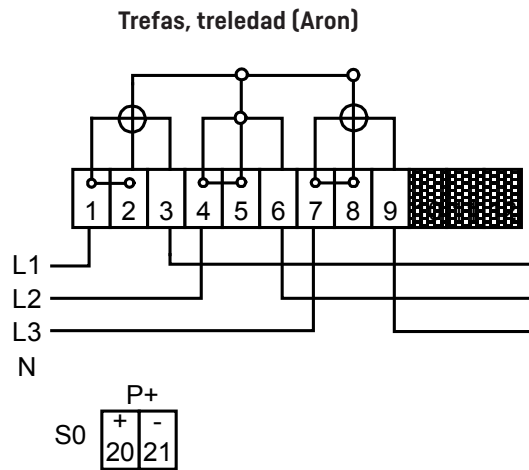 Trefas, treledad (Aron)
1 2 3 4 5 6 7 8 9
L1
L2
L3
N
P+
S0 + -
20 21